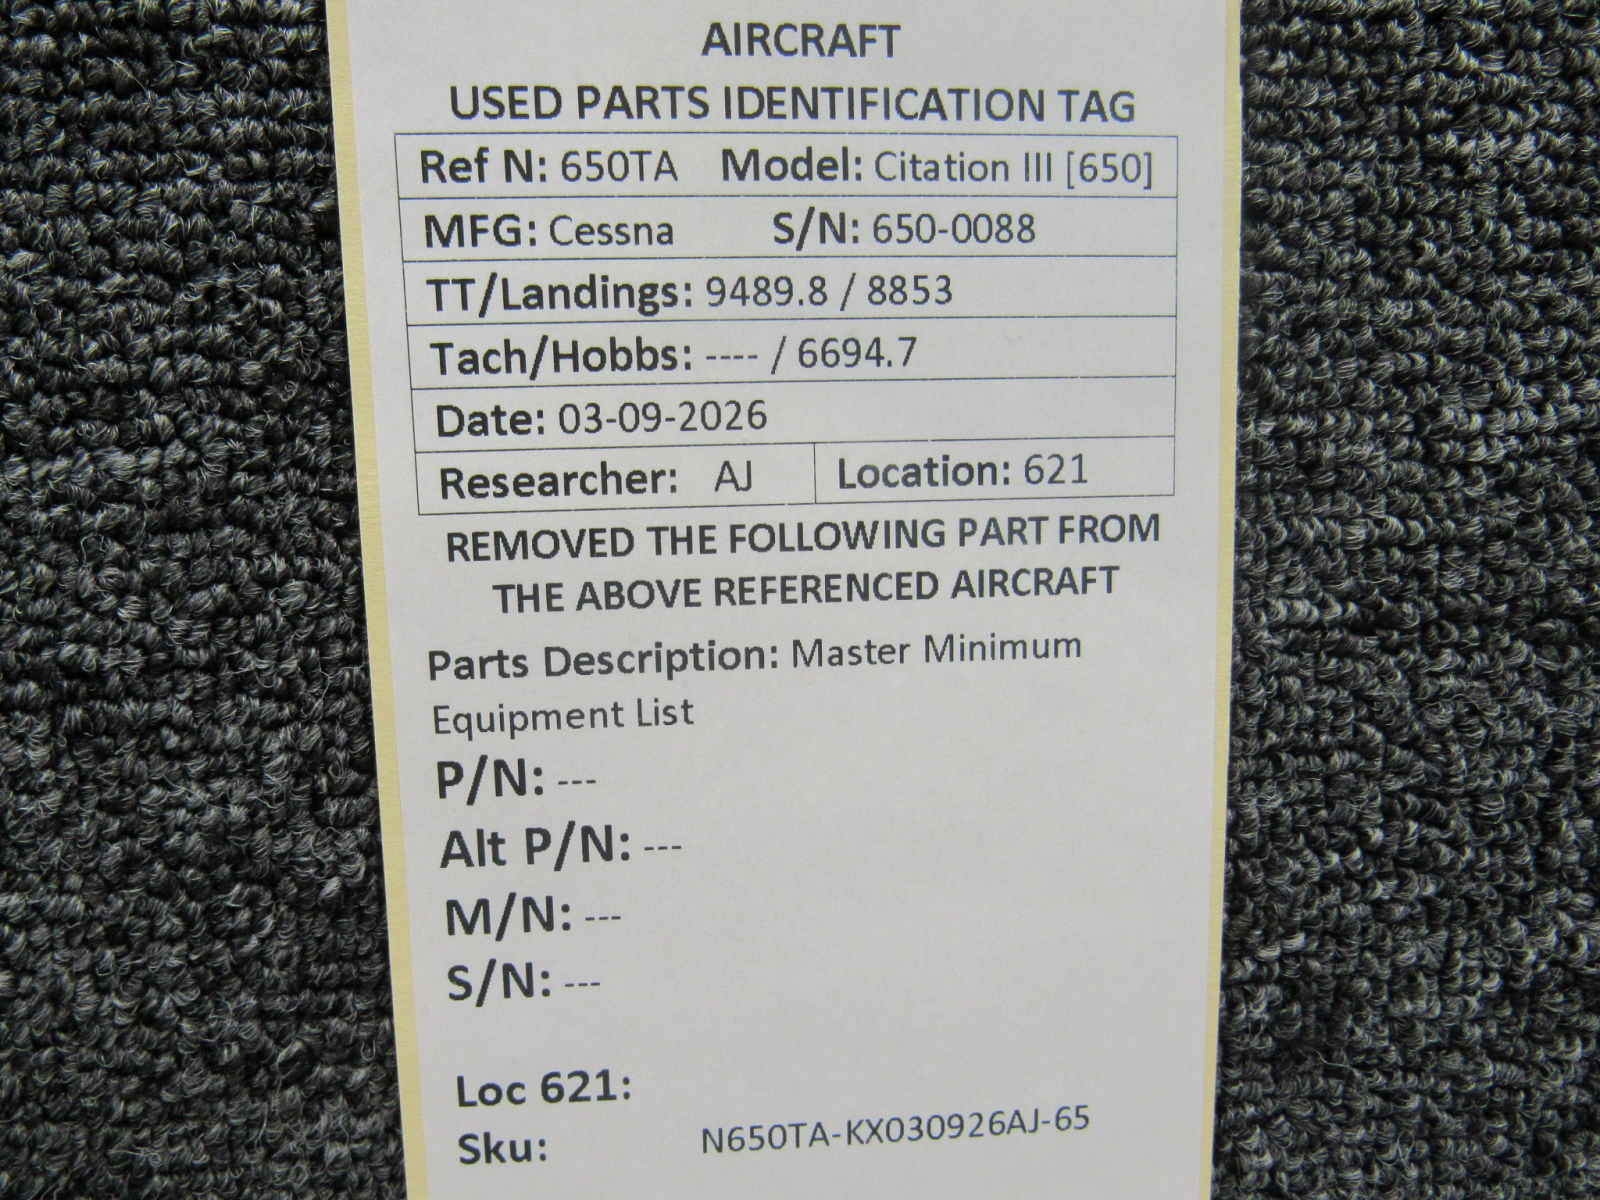 AIRCRAFT
USED PARTS IDENTIFICATION TAG
Ref N: 650TA Model: Citation III [650]
MFG: Cessna S/N: 650-0088
TT/Landings: 9489.8 / 8853
Tach/Hobbs: ---- / 6694.7
Date: 03-09-2026
Researcher: AJ Location: 621
REMOVED THE FOLLOWING PART FROM
THE ABOVE REFERENCED AIRCRAFT
Parts Description: Master Minimum
Equipment List
P/N: ---
Alt P/N: ---
M/N: ---
S/N: ---
Loc 621:
Sku: N650TA-KX030926AJ-65